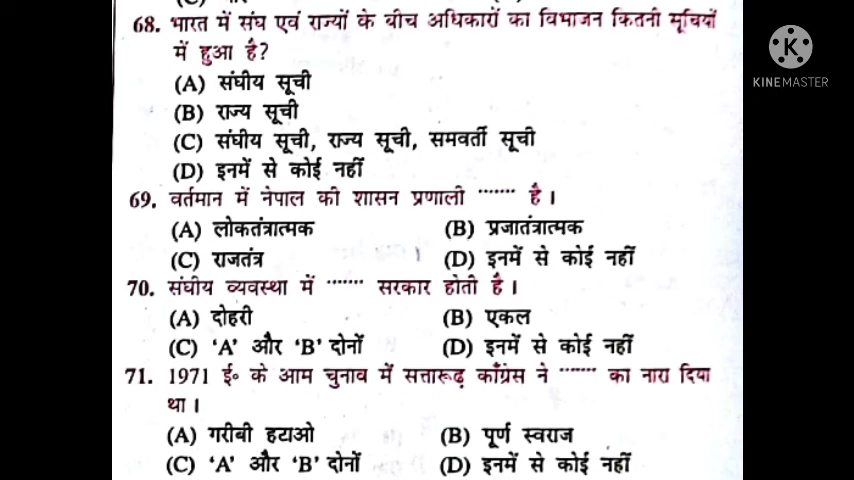 68. भारत में संघ एवं राज्यों के बीच अधिकारों का विभाजन कितनी सूचियों
में हुआ है?
(A) संघीय सूची
(B) राज्य सूची
(C) संघीय सूची, राज्य सूची, समवर्ती सूची
(D) इनमें से कोई नहीं
69. वर्तमान में नेपाल की शासन प्रणाली ....... है।
(A) लोकतंत्रात्मक (B) प्रजातंत्रात्मक
(C) राजतंत्र (D) इनमें से कोई नहीं
70. संघीय व्यवस्था में ....... सरकार होती है।
(A) दोहरी (B) एकल
(C) 'A' और 'B' दोनों (D) इनमें से कोई नहीं
71. 1971 ई० के आम चुनाव में सत्तारूढ़ काँग्रेस ने ....... का नारा दिया
था।
(A) गरीबी हटाओ (B) पूर्ण स्वराज
(C) 'A' और 'B' दोनों (D) इनमें से कोई नहीं
K
KINEMASTER